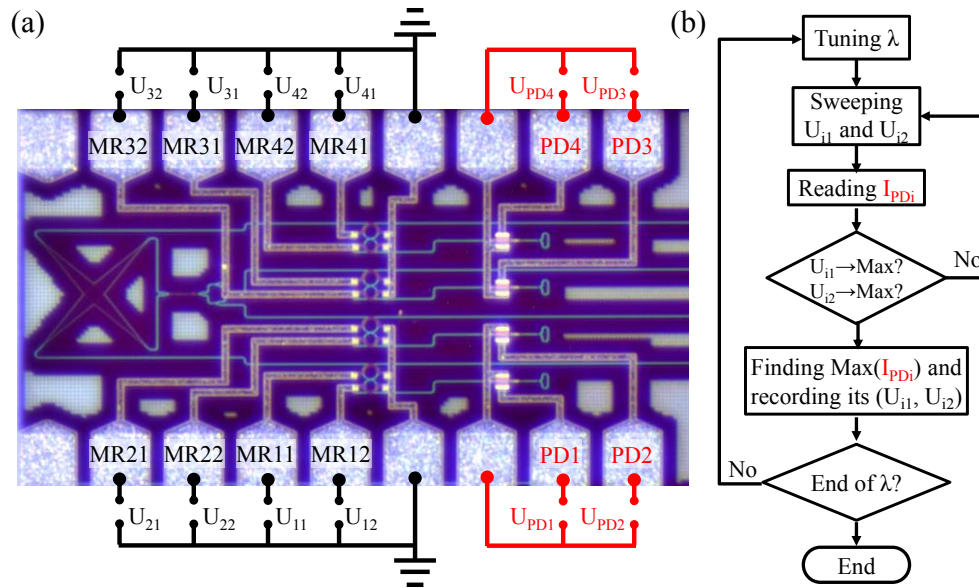 (a)
U32 U31 U42 U41 UPD4 UPD3
MR32 MR31 MR42 MR41 PD4 PD3
MR21 MR22 MR11 MR12 PD1 PD2
U21 U22 U11 U12 UPD1 UPD2
(b)
Tuning λ
Sweeping
Ui1 and Ui2
Reading IPDi
Ui1→Max?
Ui2→Max?
No
Finding Max(IPDi) and
recording its (Ui1, Ui2)
No
End of λ?
End